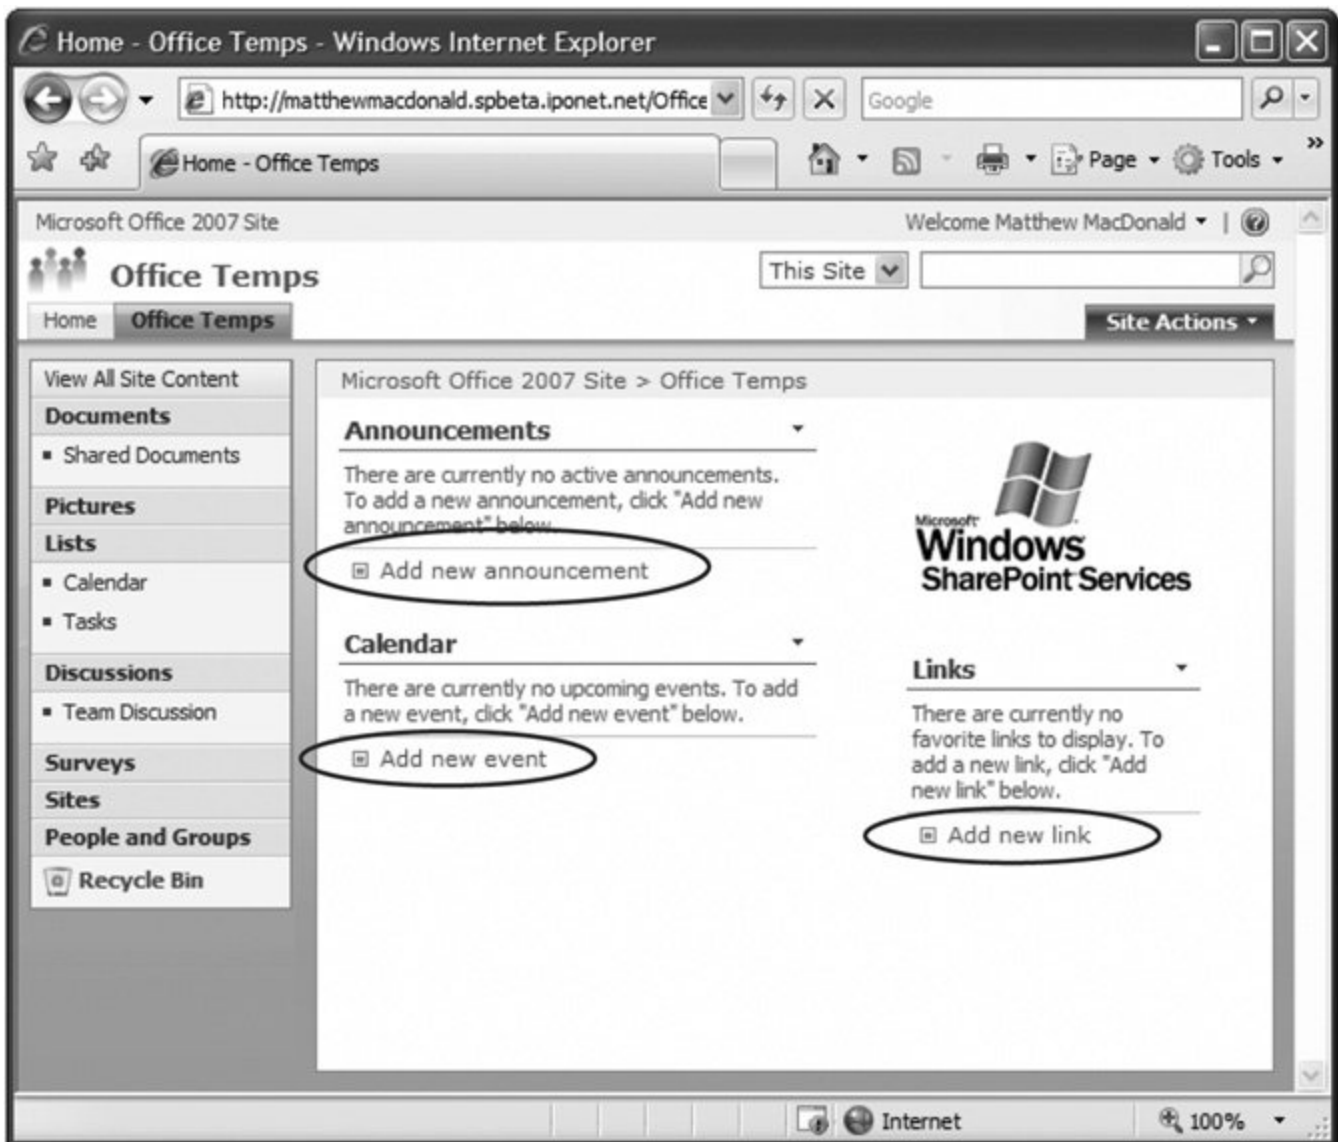 Home - Office Temps - Windows Internet Explorer
http://matthewmacdonald.spbeta.iponet.net/Office
Google
Home - Office Temps
Page
Tools
»
Microsoft Office 2007 Site
Welcome Matthew MacDonald
|
Office Temps
This Site
Home
Office Temps
Site Actions
View All Site Content
Documents
Shared Documents
Pictures
Lists
Calendar
Tasks
Discussions
Team Discussion
Surveys
Sites
People and Groups
Recycle Bin
Microsoft Office 2007 Site > Office Temps
Announcements
There are currently no active announcements.
To add a new announcement, click "Add new
announcement" below.
Add new announcement
Calendar
There are currently no upcoming events. To add
a new event, click "Add new event" below.
Add new event
Microsoft
Windows
SharePoint Services
Links
There are currently no
favorite links to display. To
add a new link, click "Add
new link" below.
Add new link
Internet
100%